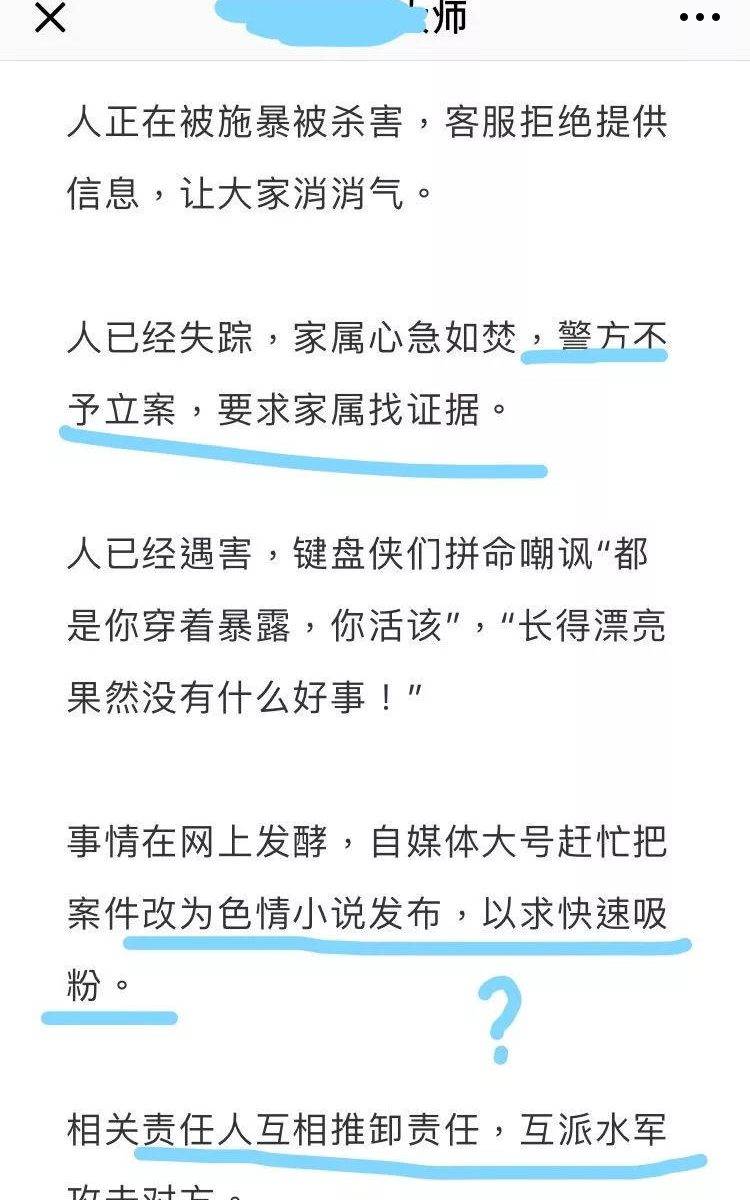 师
人正在被施暴被杀害，客服拒绝提供
信息，让大家消消气。
人已经失踪，家属心急如焚，警方不
予立案，要求家属找证据。
人已经遇害，键盘侠们拼命嘲讽“都
是你穿着暴露，你活该”，“长得漂亮
果然没有什么好事！”
事情在网上发酵，自媒体大号赶忙把
案件改为色情小说发布，以求快速吸
粉。
?
相关责任人互相推卸责任，互派水军
攻击对方。